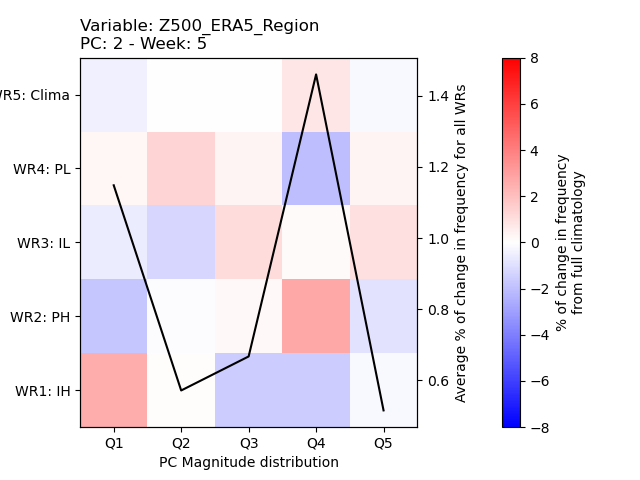 Variable: Z500_ERA5_Region
PC: 2 - Week: 5
WR5: Clima
WR4: PL
WR3: IL
WR2: PH
WR1: IH
Q1 Q2 Q3 Q4 Q5
PC Magnitude distribution
1.4
1.2
1.0
0.8
0.6
Average % of change in frequency for all WRs
8
6
4
2
0
−2
−4
−6
−8
% of change in frequency
from full climatology